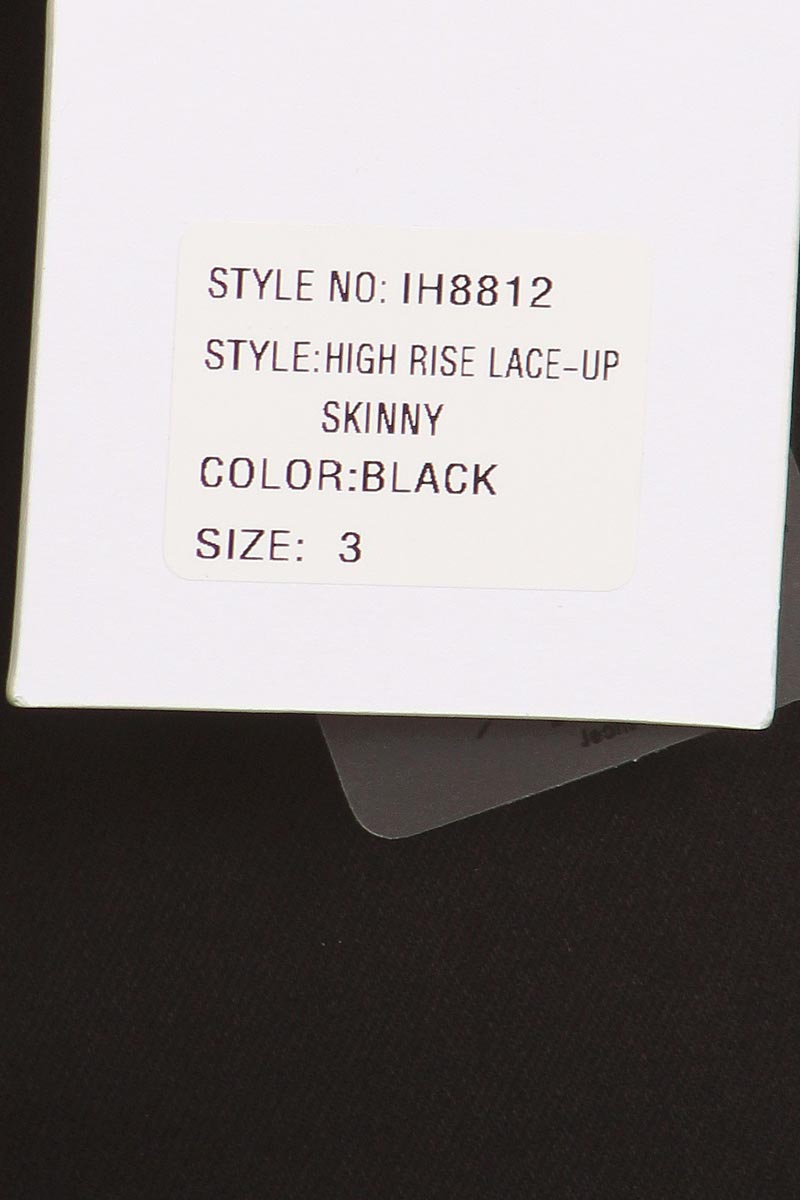 STYLE NO: IH8812
STYLE:HIGH RISE LACE-UP
SKINNY
COLOR:BLACK
SIZE: 3